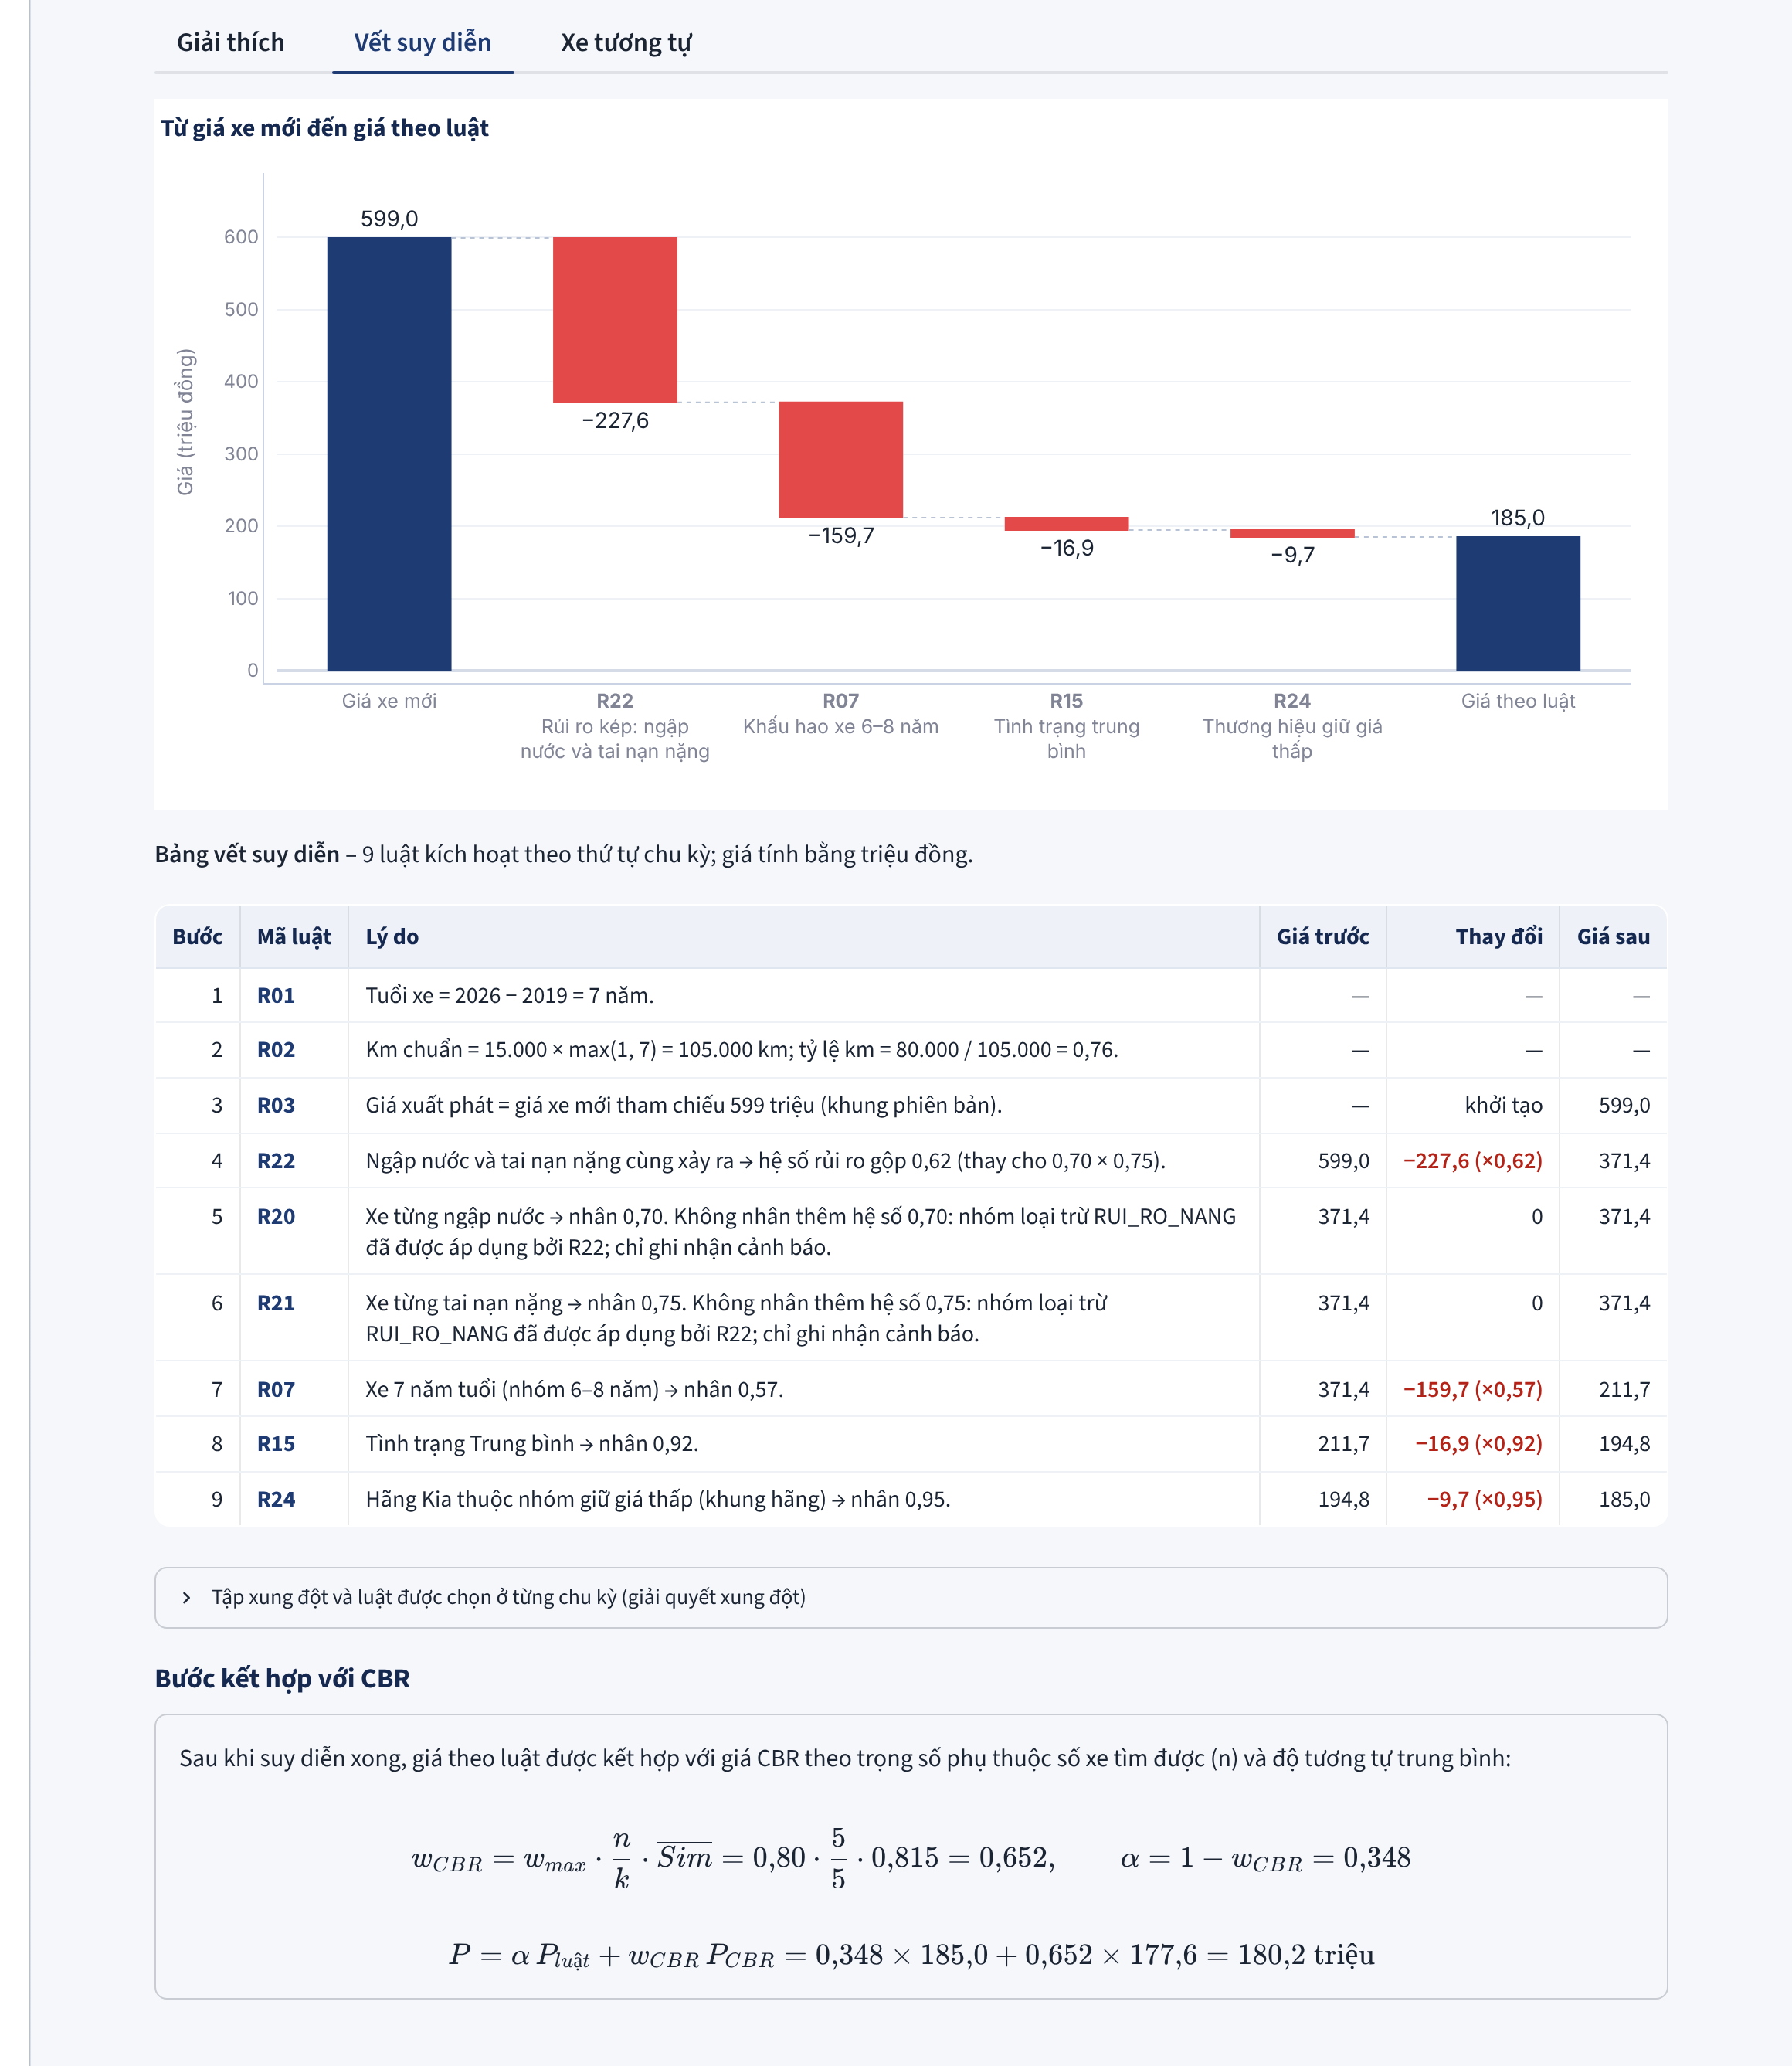 Giải thích Vết suy diễn Xe tương tự
Từ giá xe mới đến giá theo luật
Giá (triệu đồng)
600
500
400
300
200
100
0
599,0
−227,6
−159,7
−16,9
−9,7
185,0
Giá xe mới
R22
Rủi ro kép: ngập
nước và tai nạn nặng
R07
Khấu hao xe 6–8 năm
R15
Tình trạng trung
bình
R24
Thương hiệu giữ giá
thấp
Giá theo luật
Bảng vết suy diễn – 9 luật kích hoạt theo thứ tự chu kỳ; giá tính bằng triệu đồng.
Bước Mã luật Lý do Giá trước Thay đổi Giá sau
1 R01 Tuổi xe = 2026 − 2019 = 7 năm. — — —
2 R02 Km chuẩn = 15.000 × max(1, 7) = 105.000 km; tỷ lệ km = 80.000 / 105.000 = 0,76. — — —
3 R03 Giá xuất phát = giá xe mới tham chiếu 599 triệu (khung phiên bản). — khởi tạo 599,0
4 R22 Ngập nước và tai nạn nặng cùng xảy ra → hệ số rủi ro gộp 0,62 (thay cho 0,70 × 0,75). 599,0 −227,6 (×0,62) 371,4
5 R20 Xe từng ngập nước → nhân 0,70. Không nhân thêm hệ số 0,70: nhóm loại trừ RUI_RO_NANG 371,4 0 371,4
đã được áp dụng bởi R22; chỉ ghi nhận cảnh báo.
6 R21 Xe từng tai nạn nặng → nhân 0,75. Không nhân thêm hệ số 0,75: nhóm loại trừ 371,4 0 371,4
RUI_RO_NANG đã được áp dụng bởi R22; chỉ ghi nhận cảnh báo.
7 R07 Xe 7 năm tuổi (nhóm 6–8 năm) → nhân 0,57. 371,4 −159,7 (×0,57) 211,7
8 R15 Tình trạng Trung bình → nhân 0,92. 211,7 −16,9 (×0,92) 194,8
9 R24 Hãng Kia thuộc nhóm giữ giá thấp (khung hãng) → nhân 0,95. 194,8 −9,7 (×0,95) 185,0
Tập xung đột và luật được chọn ở từng chu kỳ (giải quyết xung đột)
Bước kết hợp với CBR
Sau khi suy diễn xong, giá theo luật được kết hợp với giá CBR theo trọng số phụ thuộc số xe tìm được (n) và độ tương tự trung bình:
w_CBR = w_max · n/k · S̅i̅m̅ = 0,80 · 5/5 · 0,815 = 0,652, α = 1 − w_CBR = 0,348
P = α P_luật + w_CBR P_CBR = 0,348 × 185,0 + 0,652 × 177,6 = 180,2 triệu